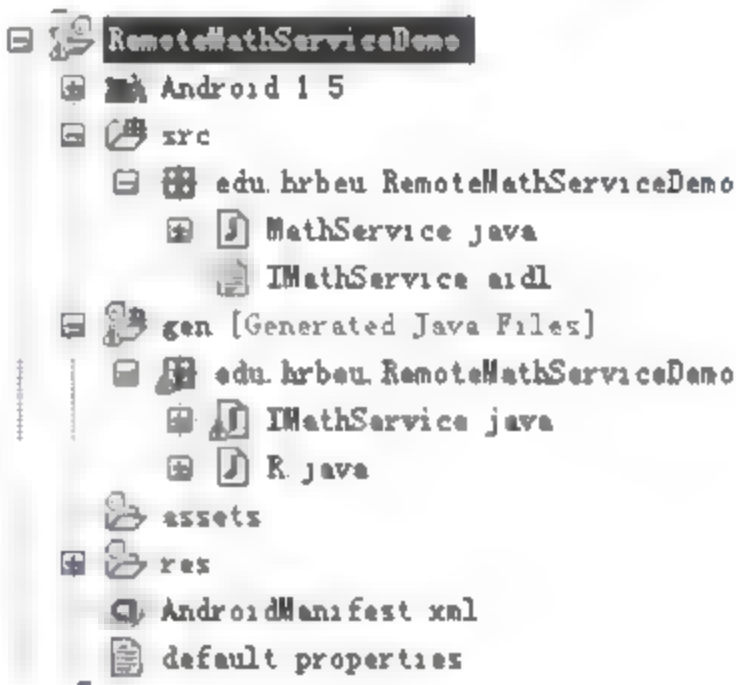 RemoteMathServiceDemo
Android 1 5
src
edu.hrbeu RemoteMathServiceDemo
MathService java
IMathService aidl
gen [Generated Java Files]
edu.hrbeu.RemoteMathServiceDemo
IMathService java
R.java
assets
res
AndroidManifest xml
default properties